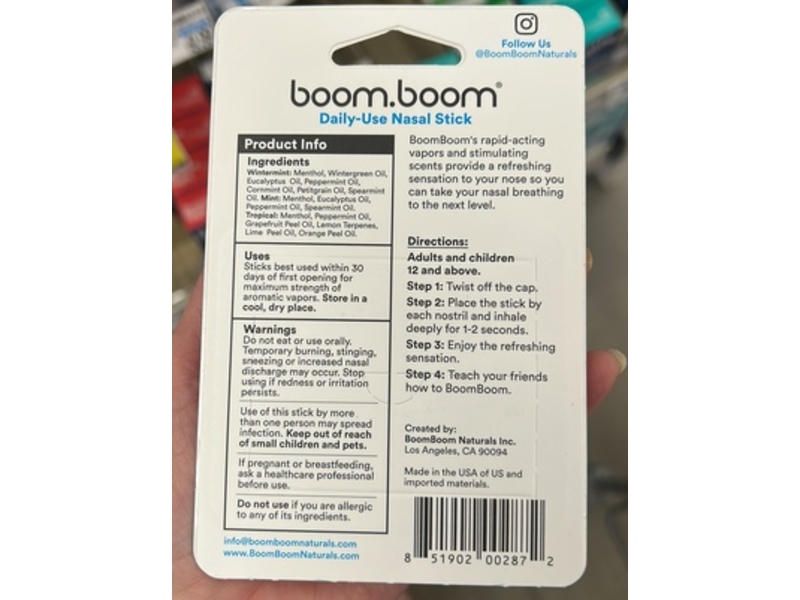 Follow Us
@BoomBoomNaturals
boom.boom®
Daily-Use Nasal Stick
Product Info
Ingredients
Wintermint: Menthol, Wintergreen Oil,
Eucalyptus Oil, Peppermint Oil,
Cornmint Oil, Petitgrain Oil, Spearmint
Oil. Mint: Menthol, Eucalyptus Oil,
Peppermint Oil, Spearmint Oil.
Tropical: Menthol, Peppermint Oil,
Grapefruit Peel Oil, Lemon Terpenes,
Lime Peel Oil, Orange Peel Oil.
Uses
Sticks best used within 30
days of first opening for
maximum strength of
aromatic vapors. Store in a
cool, dry place.
Warnings
Do not eat or use orally.
Temporary burning, stinging,
sneezing or increased nasal
discharge may occur. Stop
using if redness or irritation
persists.
Use of this stick by more
than one person may spread
infection. Keep out of reach
of small children and pets.
If pregnant or breastfeeding,
ask a healthcare professional
before use.
Do not use if you are allergic
to any of its ingredients.
info@boomboomnaturals.com
www.BoomBoomNaturals.com
BoomBoom's rapid-acting
vapors and stimulating
scents provide a refreshing
sensation to your nose so you
can take your nasal breathing
to the next level.
Directions:
Adults and children
12 and above.
Step 1: Twist off the cap.
Step 2: Place the stick by
each nostril and inhale
deeply for 1-2 seconds.
Step 3: Enjoy the refreshing
sensation.
Step 4: Teach your friends
how to BoomBoom.
Created by:
BoomBoom Naturals Inc.
Los Angeles, CA 90094
Made in the USA of US and
imported materials.
8 51902 00287 2